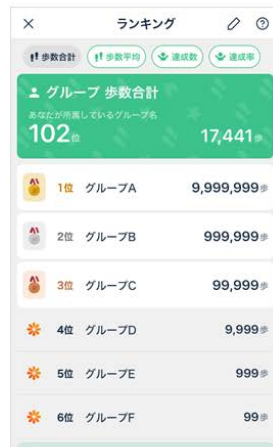 ランキング
歩数合計 歩数平均 達成数 達成率
グループ 歩数合計
あなたが所属しているグループ名
102位 17,441歩
1位 グループA 9,999,999歩
2位 グループB 999,999歩
3位 グループC 99,999歩
4位 グループD 9,999歩
5位 グループE 999歩
6位 グループF 99歩